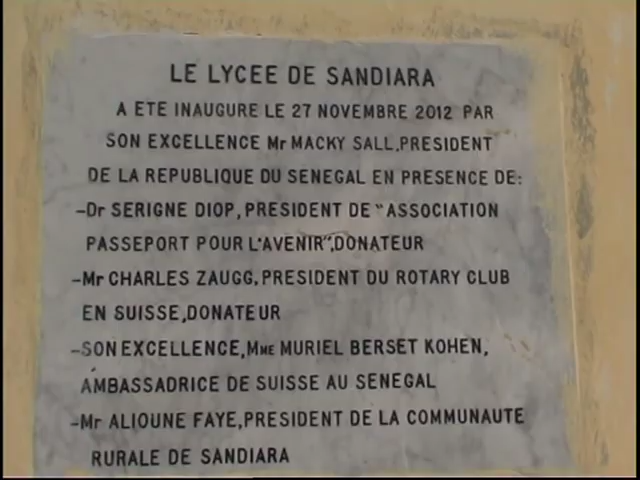 LE LYCEE DE SANDIARA
A ETE INAUGURE LE 27 NOVEMBRE 2012 PAR
SON EXCELLENCE Mr MACKY SALL,PRESIDENT
DE LA REPUBLIQUE DU SENEGAL EN PRESENCE DE:
-Dr SERIGNE DIOP, PRESIDENT DE "ASSOCIATION
PASSEPORT POUR L'AVENIR",DONATEUR
-Mr CHARLES ZAUGG,PRESIDENT DU ROTARY CLUB
EN SUISSE,DONATEUR
-SON EXCELLENCE,Mme MURIEL BERSET KOHEN,
AMBASSADRICE DE SUISSE AU SENEGAL
-Mr ALIOUNE FAYE,PRESIDENT DE LA COMMUNAUTE
RURALE DE SANDIARA